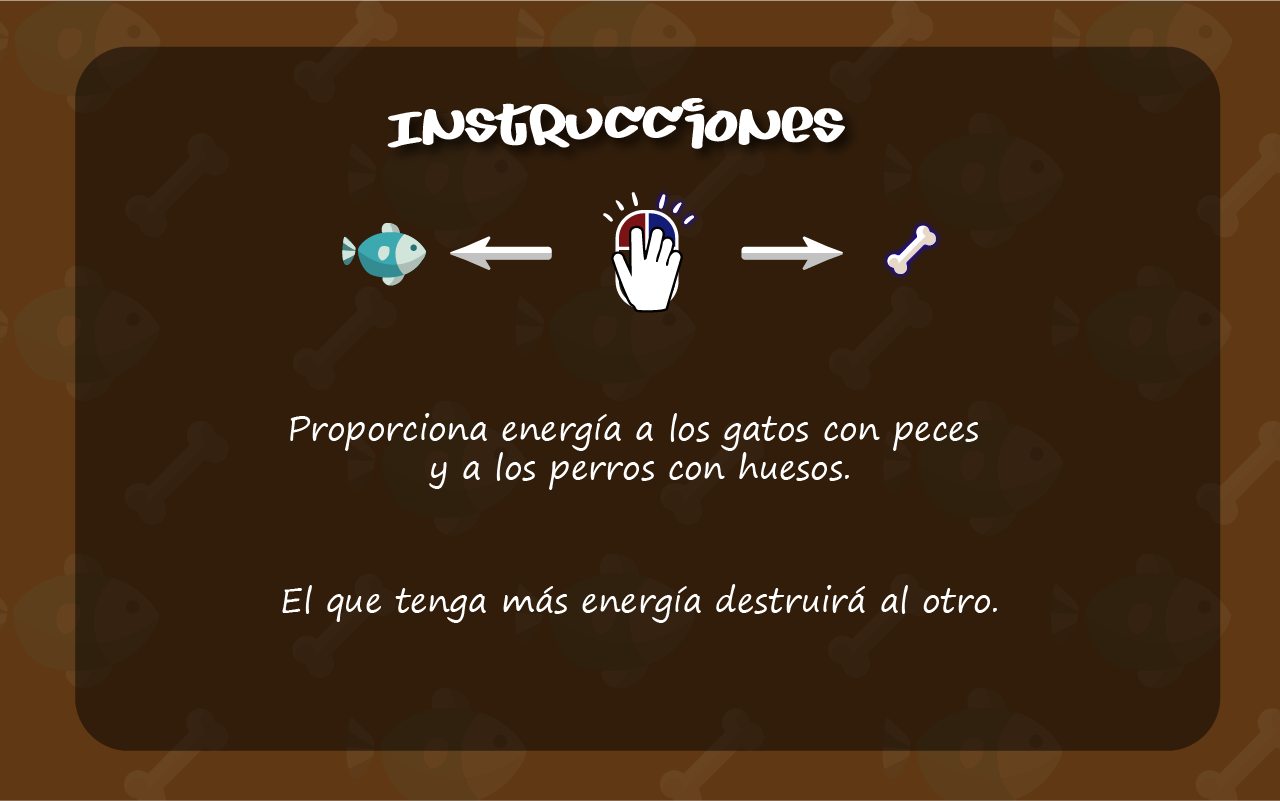 Instrucciones
Proporciona energía a los gatos con peces
y a los perros con huesos.
El que tenga más energía destruirá al otro.